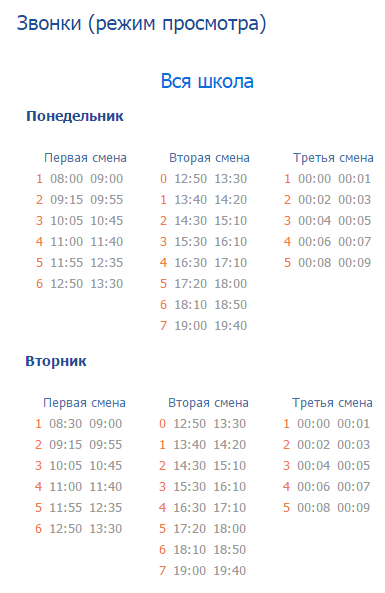 Звонки (режим просмотра)
Вся школа
Понедельник
Первая смена Вторая смена Третья смена
1 08:00 09:00 0 12:50 13:30 1 00:00 00:01
2 09:15 09:55 1 13:40 14:20 2 00:02 00:03
3 10:05 10:45 2 14:30 15:10 3 00:04 00:05
4 11:00 11:40 3 15:30 16:10 4 00:06 00:07
5 11:55 12:35 4 16:30 17:10 5 00:08 00:09
6 12:50 13:30 5 17:20 18:00
6 18:10 18:50
7 19:00 19:40
Вторник
Первая смена Вторая смена Третья смена
1 08:30 09:00 0 12:50 13:30 1 00:00 00:01
2 09:15 09:55 1 13:40 14:20 2 00:02 00:03
3 10:05 10:45 2 14:30 15:10 3 00:04 00:05
4 11:00 11:40 3 15:30 16:10 4 00:06 00:07
5 11:55 12:35 4 16:30 17:10 5 00:08 00:09
6 12:50 13:30 5 17:20 18:00
6 18:10 18:50
7 19:00 19:40